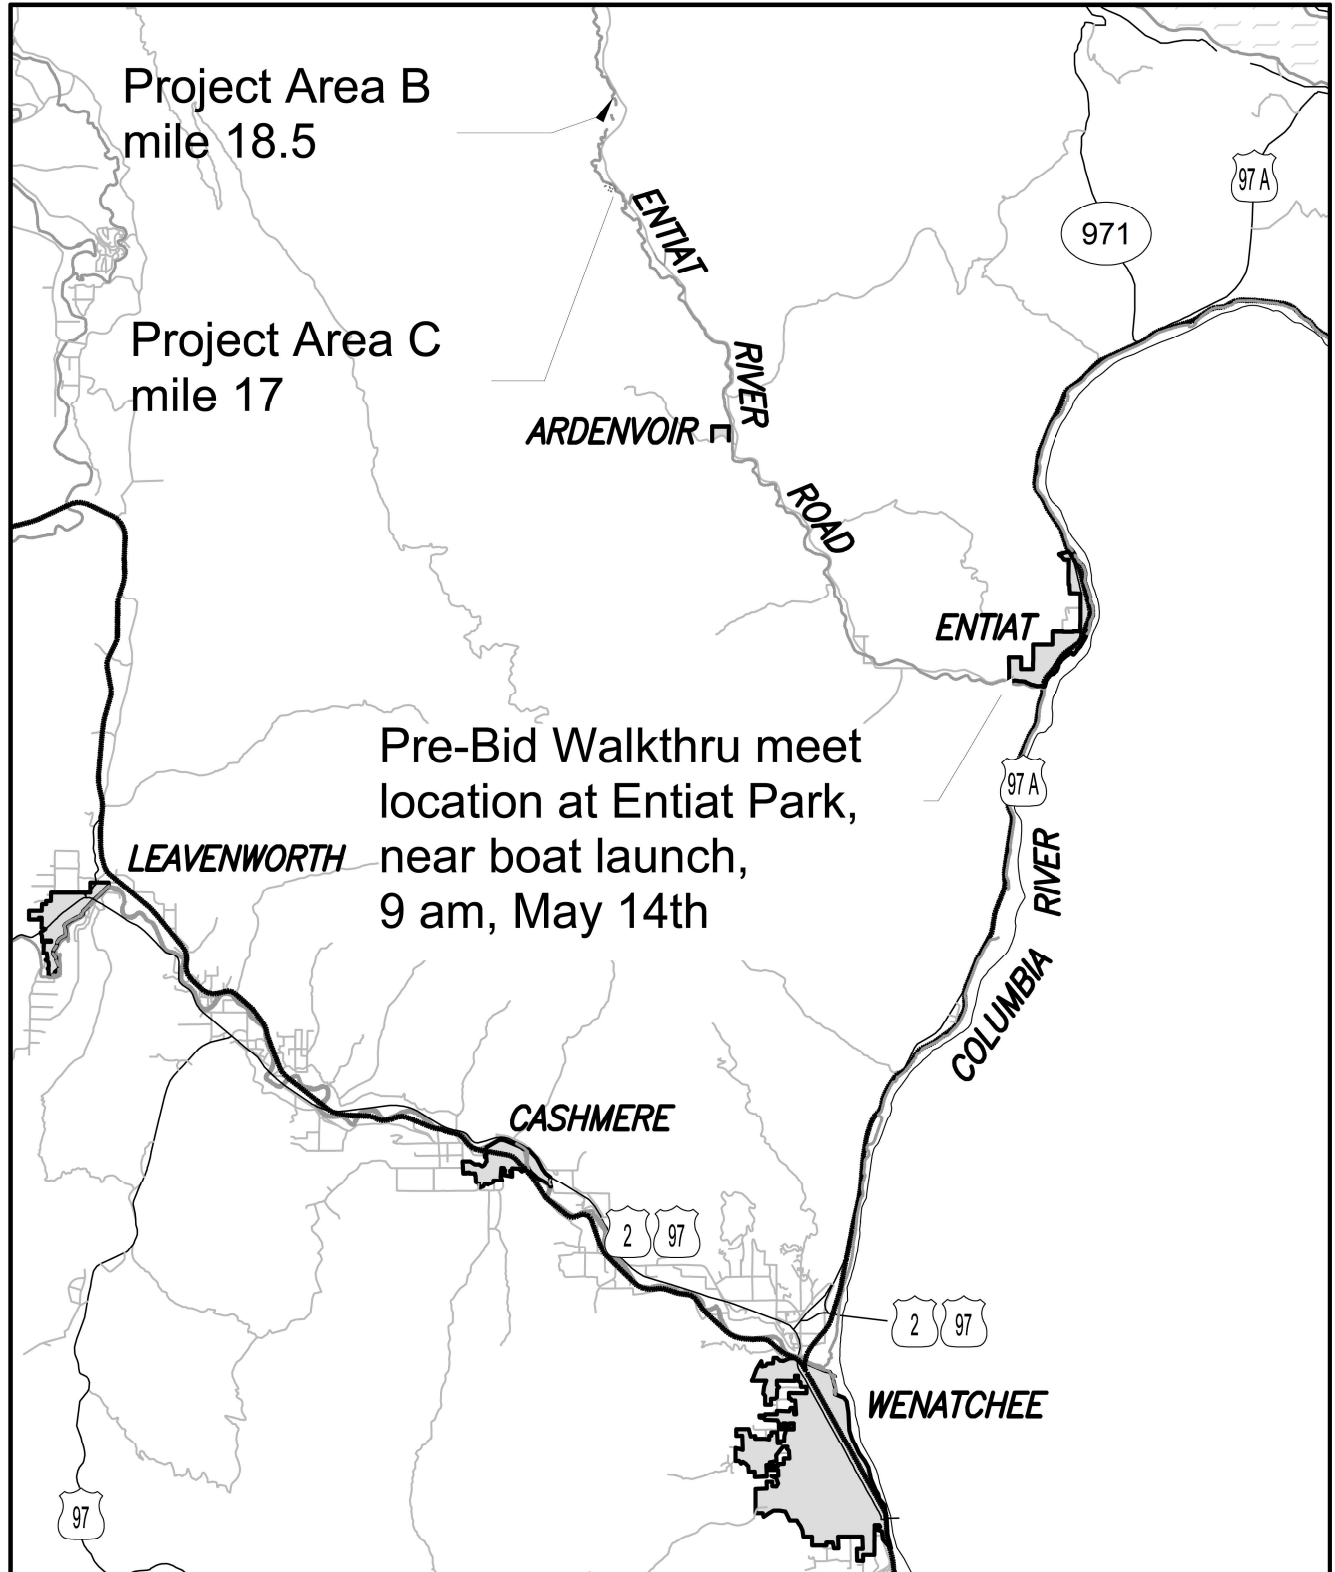 Project Area B
mile 18.5
97 A
971
ENTIAT
Project Area C
mile 17
RIVER
ARDENVOIR
ROAD
ENTIAT
Pre-Bid Walkthru meet
location at Entiat Park,
near boat launch,
9 am, May 14th
97 A
LEAVENWORTH
RIVER
COLUMBIA
CASHMERE
2 97
2 97
WENATCHEE
97